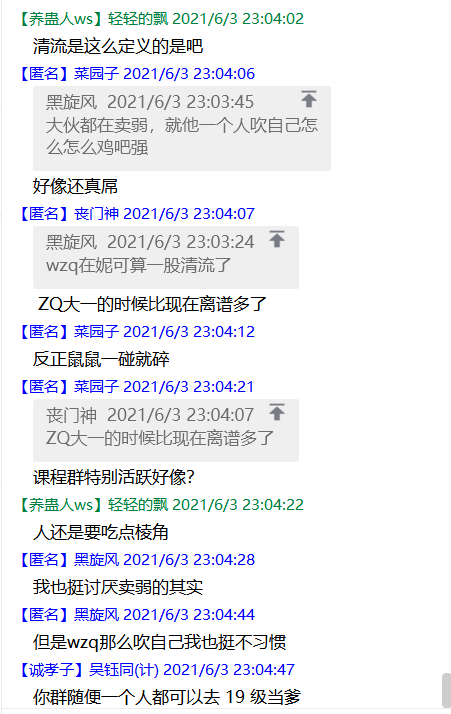 【养蛊人ws】轻轻的飘 2021/6/3 23:04:02
清流是这么定义的是吧
【匿名】菜园子 2021/6/3 23:04:06
黑旋风 2021/6/3 23:03:45
大伙都在卖弱，就他一个人吹自己怎
么怎么鸡吧强
好像还真屌
【匿名】丧门神 2021/6/3 23:04:07
黑旋风 2021/6/3 23:03:24
wzq在妮可算一股清流了
ZQ大一的时候比现在离谱多了
【匿名】菜园子 2021/6/3 23:04:12
反正鼠鼠一碰就碎
【匿名】菜园子 2021/6/3 23:04:21
丧门神 2021/6/3 23:04:07
ZQ大一的时候比现在离谱多了
课程群特别活跃好像?
【养蛊人ws】轻轻的飘 2021/6/3 23:04:22
人还是要吃点棱角
【匿名】黑旋风 2021/6/3 23:04:28
我也挺讨厌卖弱的其实
【匿名】黑旋风 2021/6/3 23:04:44
但是wzq那么吹自己我也挺不习惯
【诚孝子】吴钰同(计) 2021/6/3 23:04:47
你群随便一个人都可以去 19 级当爹